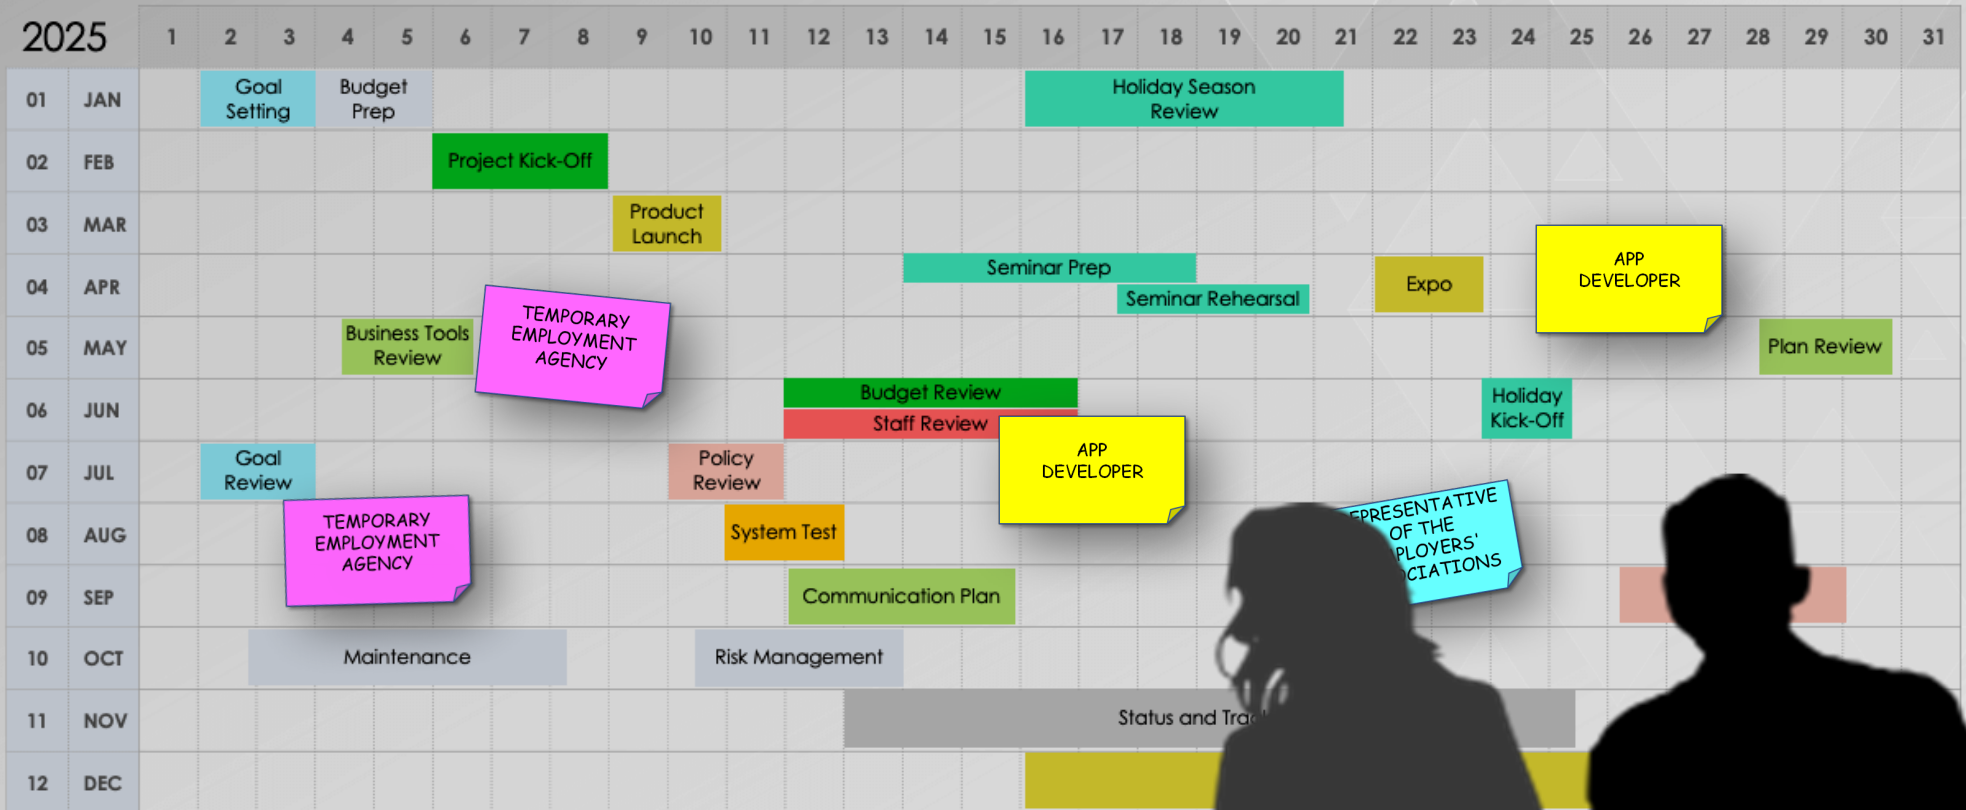 2025 1 2 3 4 5 6 7 8 9 10 11 12 13 14 15 16 17 18 19 20 21 22 23 24 25 26 27 28 29 30 31
01 JAN
Goal
Setting
Budget
Prep
Holiday Season
Review
02 FEB
Project Kick-Off
03 MAR
Product
Launch
04 APR
Seminar Prep
Seminar Rehearsal
Expo
APP
DEVELOPER
05 MAY
Business Tools
Review
TEMPORARY
EMPLOYMENT
AGENCY
Plan Review
06 JUN
Budget Review
Staff Review
Holiday
Kick-Off
APP
DEVELOPER
07 JUL
Goal
Review
Policy
Review
08 AUG
TEMPORARY
EMPLOYMENT
AGENCY
System Test
EPRESENTATIVE
OF THE
PLOYERS'
CIATIONS
09 SEP
Communication Plan
10 OCT
Maintenance
Risk Management
11 NOV
Status and Trac
12 DEC